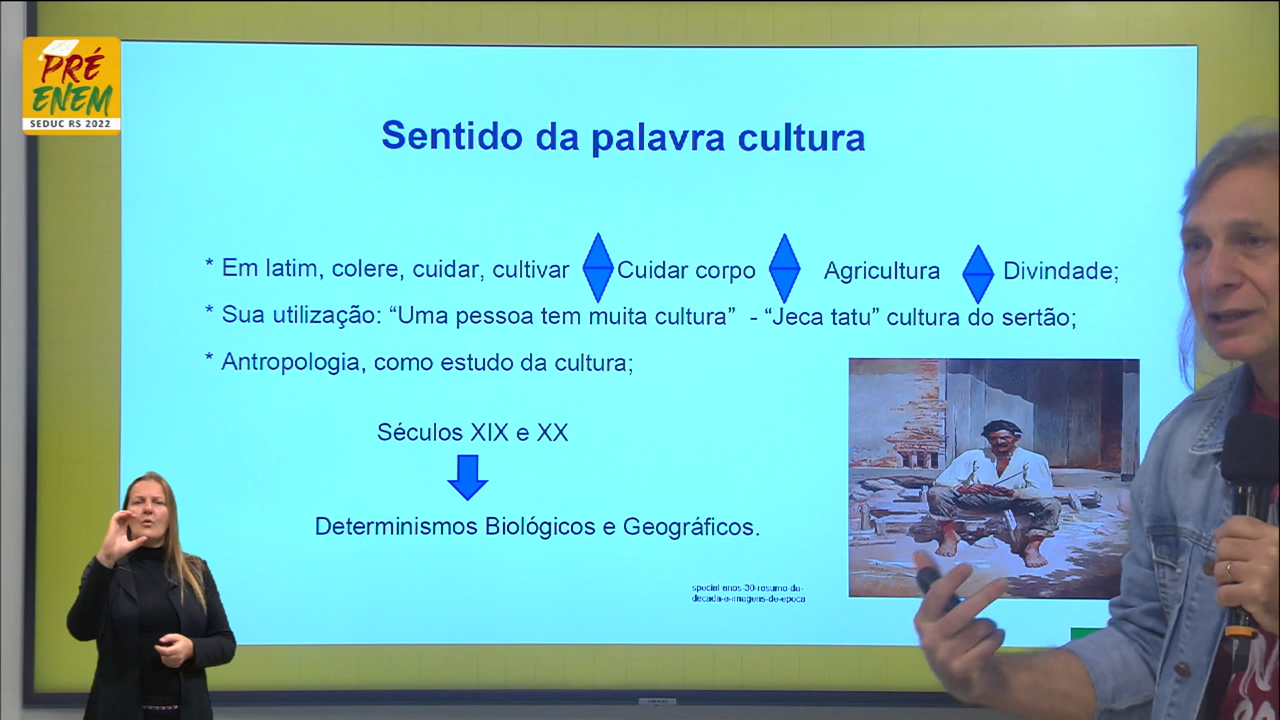 PRÉ
ENEM
SEDUC RS 2022
Sentido da palavra cultura
* Em latim, colere, cuidar, cultivar Cuidar corpo Agricultura Divindade;
* Sua utilização: “Uma pessoa tem muita cultura” - “Jeca tatu” cultura do sertão;
* Antropologia, como estudo da cultura;
Séculos XIX e XX
Determinismos Biológicos e Geográficos.